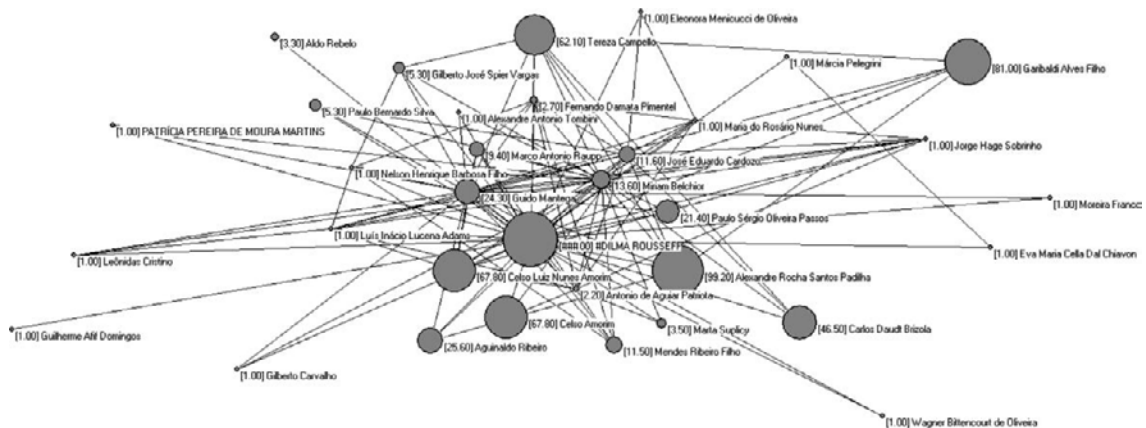 [1.00] Eleonora Menicucci de Oliveira
[3.30] Aldo Rebelo
[62.10] Tereza Campello
[1.00] Márcia Pelegrini
[5.30] Gilberto José Spier Vargas
[81.00] Garibaldi Alves Filho
[5.30] Paulo Bernardo Silva
[2.70] Fernando Damata Pimentel
[1.00] Alexandre Antonio Tombini
[1.00] PATRÍCIA PEREIRA DE MOURA MARTINS
[1.00] Maria do Rosário Nunes
[1.00] Jorge Hage Sobrinho
[9.40] Marco Antonio Raupp
[11.60] José Eduardo Cardozo
[1.00] Nelson Henrique Barbosa Filho
[13.60] Miriam Belchior
[24.30] Guido Mantega
[1.00] Moreira Franco
[21.40] Paulo Sérgio Oliveira Passos
[1.00] Luís Inácio Lucena Adams
[###.00] #DILMA ROUSSEFF
[1.00] Eva Maria Cella Dal Chiavon
[1.00] Leônidas Cristino
[67.80] Celso Luiz Nunes Amorim
[99.20] Alexandre Rocha Santos Padilha
[2.20] Antonio de Aguiar Patriota
[67.80] Celso Amorim
[3.50] Marta Suplicy
[46.50] Carlos Daudt Brizola
[1.00] Guilherme Afif Domingos
[25.60] Aguinaldo Ribeiro
[11.50] Mendes Ribeiro Filho
[1.00] Gilberto Carvalho
[1.00] Wagner Bittencourt de Oliveira